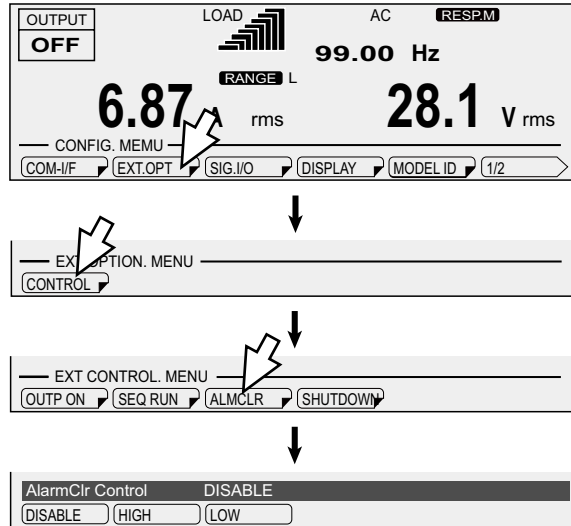 OUTPUT LOAD AC RESP.M
OFF 99.00 Hz
RANGE L
6.87 A rms 28.1 V rms
CONFIG. MEMU
COM-I/F EXT.OPT SIG.I/O DISPLAY MODEL ID 1/2
EXT OPTION. MENU
CONTROL
EXT CONTROL. MENU
OUTP ON SEQ RUN ALMCLR SHUTDOWN
AlarmClr Control DISABLE
DISABLE HIGH LOW